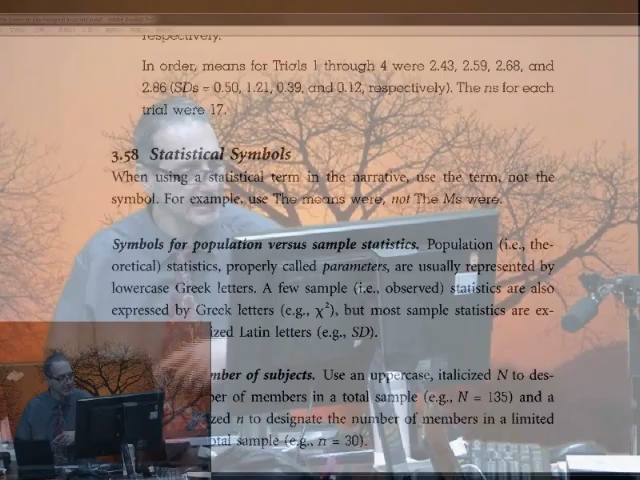 respectively.
In order, means for Trials 1 through 4 were 2.43, 2.59, 2.68, and
2.86 (SDs = 0.50, 1.21, 0.39, and 0.12, respectively). The ns for each
trial were 17.
3.58 Statistical Symbols
When using a statistical term in the narrative, use the term, not the
symbol. For example, use The means were, not The Ms were.
Symbols for population versus sample statistics. Population (i.e., the-
oretical) statistics, properly called parameters, are usually represented by
lowercase Greek letters. A few sample (i.e., observed) statistics are also
expressed by Greek letters (e.g., χ²), but most sample statistics are ex-
ized Latin letters (e.g., SD).
mber of subjects. Use an uppercase, italicized N to des-
ber of members in a total sample (e.g., N = 135) and a
zed n to designate the number of members in a limited
otal sample (e.g., n = 30).